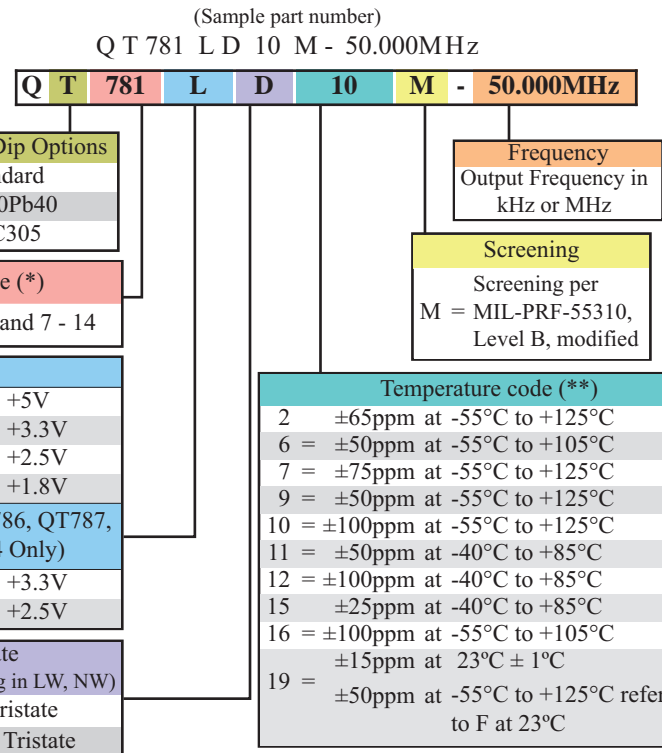 (Sample part number)
Q T 781 L D 10 M - 50.000MHz
Q T 781 L D 10 M - 50.000MHz
Dip Options
ndard
0Pb40
C305
e (*)
and 7 - 14
+5V
+3.3V
+2.5V
+1.8V
786, QT787,
4 Only)
+3.3V
+2.5V
ate
g in LW, NW)
ristate
Tristate
Frequency
Output Frequency in
kHz or MHz
Screening
Screening per
M = MIL-PRF-55310,
Level B, modified
Temperature code (**)
2 ±65ppm at -55°C to +125°C
6 = ±50ppm at -55°C to +105°C
7 = ±75ppm at -55°C to +125°C
9 = ±50ppm at -55°C to +125°C
10 = ±100ppm at -55°C to +125°C
11 = ±50ppm at -40°C to +85°C
12 = ±100ppm at -40°C to +85°C
15 ±25ppm at -40°C to +85°C
16 = ±100ppm at -55°C to +105°C
19 = ±15ppm at 23ºC ± 1ºC
±50ppm at -55°C to +125°C refer
to F at 23ºC